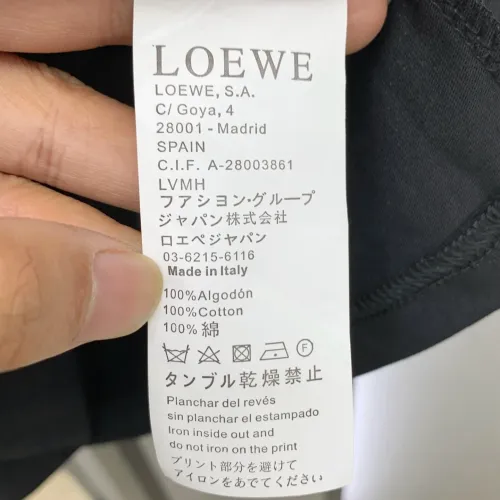 LOEWE
LOEWE, S.A.
C/ Goya, 4
28001 - Madrid
SPAIN
C.I.F. A-28003861
LVMH
ファション･グループ
ジャパン株式会社
ロエベジャパン
03-6215-6116
Made in Italy
100%Algodón
100%Cotton
100%綿
F
タンブル乾燥禁止
Planchar del revés
sin planchar el estampado
Iron inside out and
do not iron on the print
プリント部分を避けて
アイロンをあてて下さい